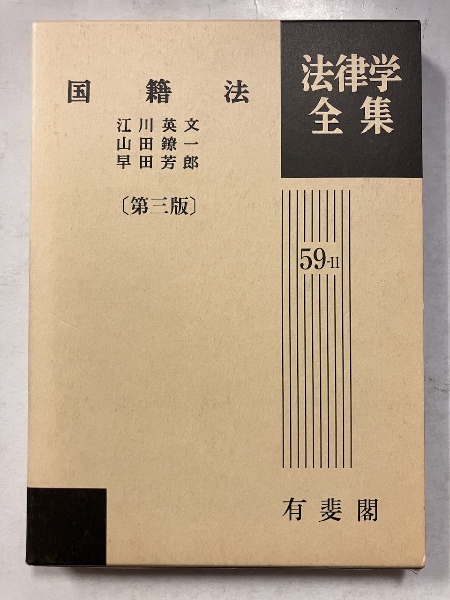 国籍法
江川英文
山田鐐一
早田芳郎
〔第三版〕
法律学
全集
59-II
有斐閣